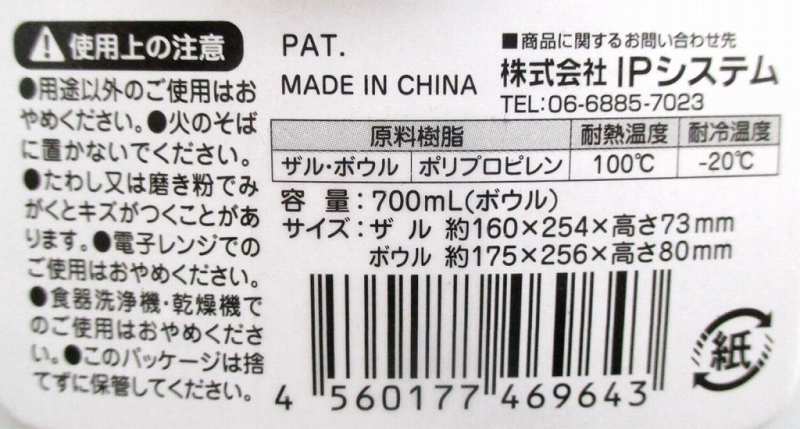 使用上の注意
●用途以外のご使用はお
やめください。●火のそば
に置かないでください。
●たわし又は磨き粉でみ
がくとキズがつくことがあ
ります。●電子レンジでの
ご使用はおやめください。
●食器洗浄機・乾燥機で
のご使用はおやめくださ
い。●このパッケージは捨
てずに保管してください。
PAT.
MADE IN CHINA
■商品に関するお問い合わせ先
株式会社 IPシステム
TEL:06-6885-7023
原料樹脂 耐熱温度 耐冷温度
ザル・ボウル ポリプロピレン 100℃ -20℃
容 量:700mL(ボウル)
サイズ:ザ ル 約160×254×高さ73mm
ボウル 約175×256×高さ80mm
4 560177 469643
紙